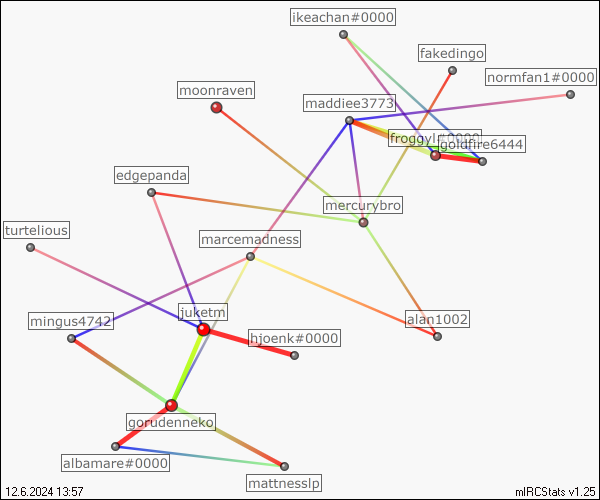 ikeachan#0000
fakedingo
normfan1#0000
moonraven
maddiee3773
froggyl#0000
goldfire6444
edgepanda
mercurybro
turtelious
marcemadness
juketm
mingus4742
alan1002
hjoenk#0000
gorudenneko
albamare#0000
mattnesslp
12.6.2024 13:57
mIRCStats v1.25